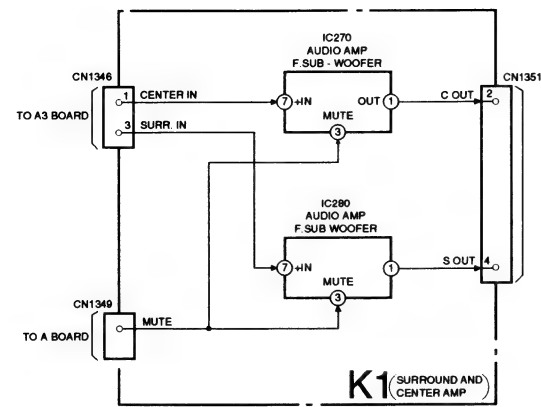 IC270
AUDIO AMP
F.SUB - WOOFER
CN1346
CN1351
1 CENTER IN
7 +IN
OUT 1
C OUT
2
TO A3 BOARD
3 SURR. IN
MUTE
3
IC280
AUDIO AMP
F.SUB WOOFER
7 +IN
1
S OUT
4
MUTE
3
CN1349
MUTE
TO A BOARD
K1 (SURROUND AND
CENTER AMP)